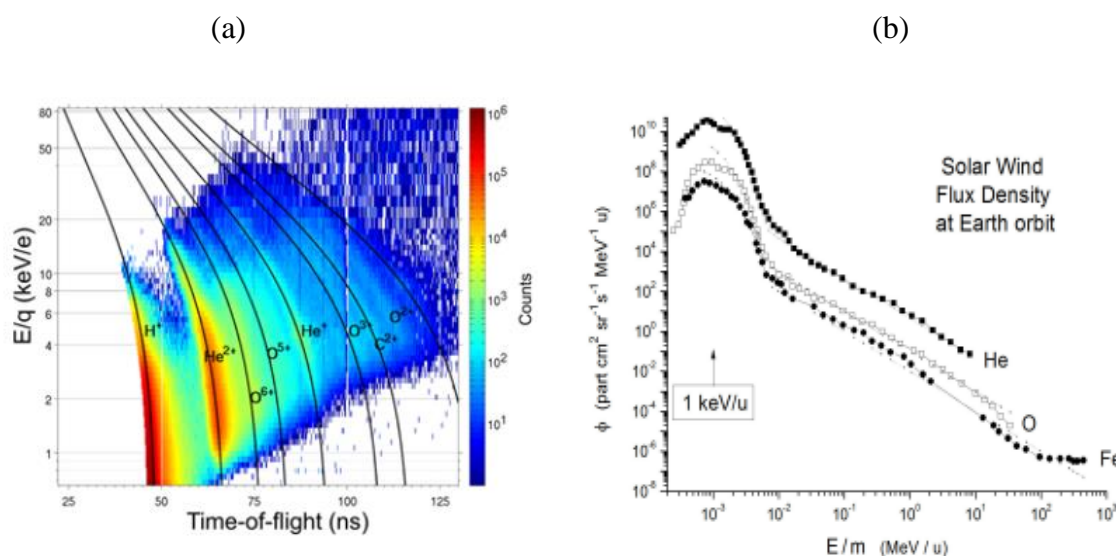 (a)
(b)
80
50
20
10
8
6
4
2
1
E/q (keV/e)
H⁺
He²⁺
O⁶⁺
O⁵⁺
He⁺
O³⁺
C²⁺
O²⁺
25
50
75
100
125
Time-of-flight (ns)
10⁶
10⁵
10⁴
10³
10²
10¹
Counts
10¹⁰
10⁸
10⁶
10⁴
10²
10⁰
10⁻²
10⁻⁴
10⁻⁶
10⁻⁸
ϕ (part cm² sr⁻¹ s⁻¹ MeV⁻¹ u)
Solar Wind
Flux Density
at Earth orbit
1 keV/u
He
O
Fe
10⁻³
10⁻²
10⁻¹
10⁰
10¹
10²
10³
E/m (MeV / u)